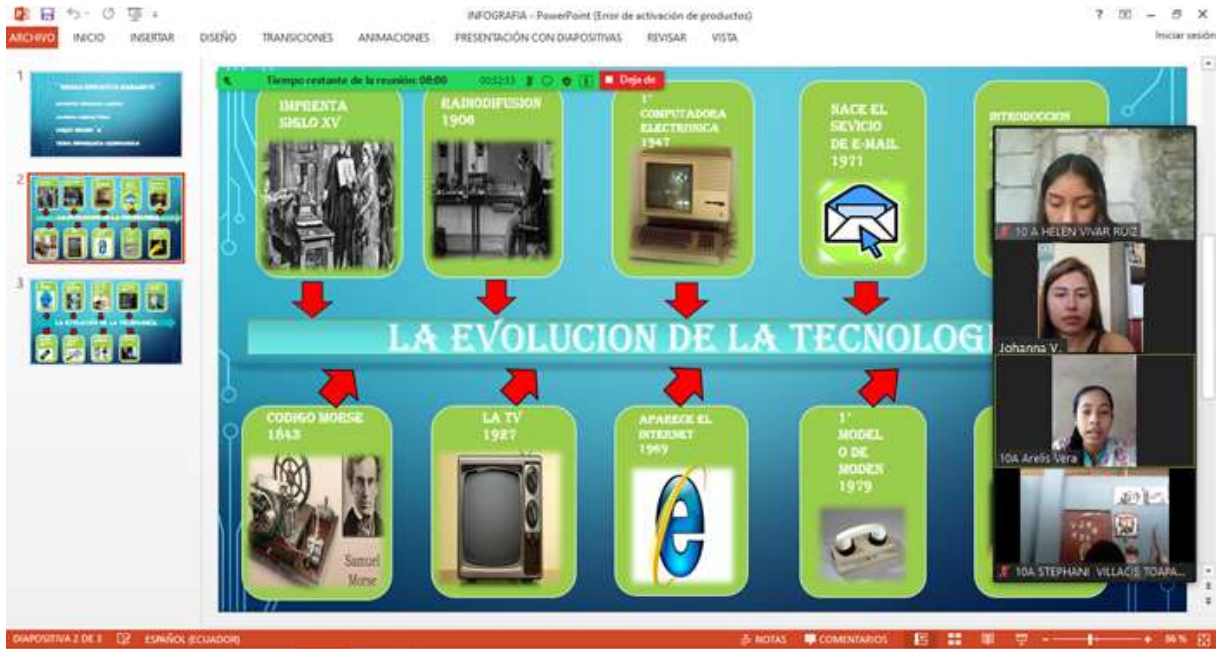 INFOGRAFIA - PowerPoint (Error de activación de productos)
ARCHIVO INICIO INSERTAR DISEÑO TRANSICIONES ANIMACIONES PRESENTACIÓN CON DIAPOSITIVAS REVISAR VISTA
Iniciar sesión
Tiempo restante de la reunión: 08:00
Deja de
1
2
3
IMPRENTA
SIGLO XV
RADIODIFUSION
1906
1°
COMPUTADORA
ELECTRONICA
1947
NACE EL
SEVICIO
DE E-MAIL
1971
INTRODUCCION
LA EVOLUCION DE LA TECNOLOGI
CODIGO MORSE
1843
Samuel
Morse
LA TV
1927
APARECE EL
INTERNET
1969
1°
MODEL
O DE
MODEN
1979
10 A HELEN VIVAR RUIZ
Johanna V.
10A Arelis Vera
10A STEPHANI VILLACIS TOAPA...
DIAPOSITIVA 2 DE 3 ESPAÑOL (ECUADOR)
NOTAS COMENTARIOS 86 %